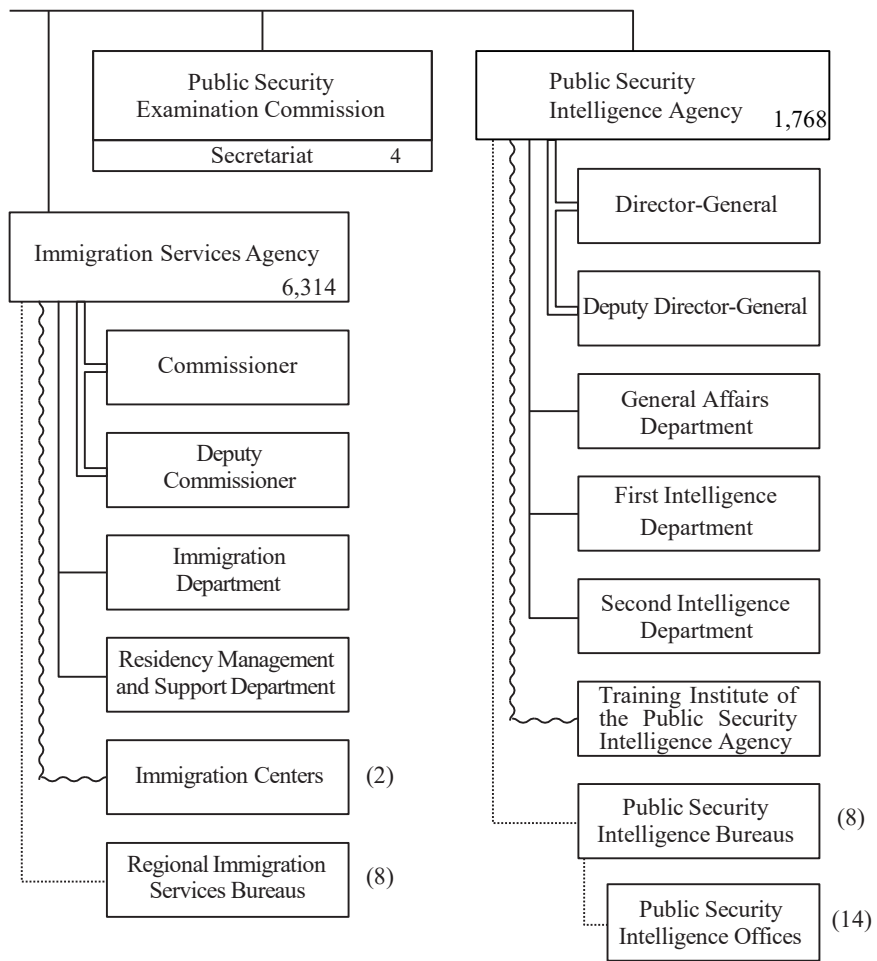 Public Security
Examination Commission
Secretariat 4
Public Security
Intelligence Agency
1,768
Immigration Services Agency
6,314
Commissioner
Deputy
Commissioner
Immigration
Department
Residency Management
and Support Department
Immigration Centers (2)
Regional Immigration
Services Bureaus
(8)
Director-General
Deputy Director-General
General Affairs
Department
First Intelligence
Department
Second Intelligence
Department
Training Institute of
the Public Security
Intelligence Agency
Public Security
Intelligence Bureaus
(8)
Public Security
Intelligence Offices
(14)